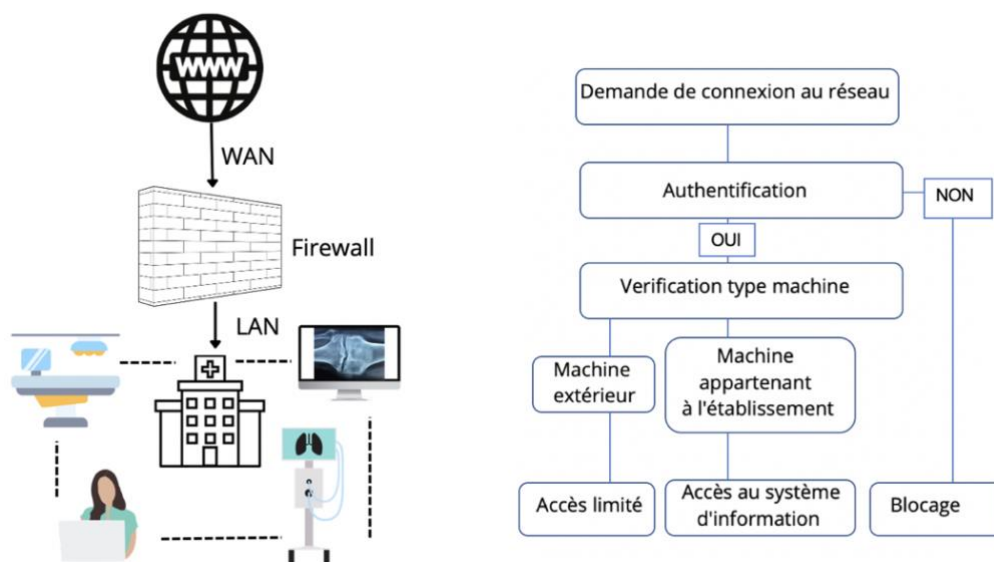 WWW
WAN
Firewall
LAN
Demande de connexion au réseau
Authentification
NON
OUI
Verification type machine
Machine
extérieur
Machine
appartenant
à l'établissement
Accès limité
Accès au système
d'information
Blocage